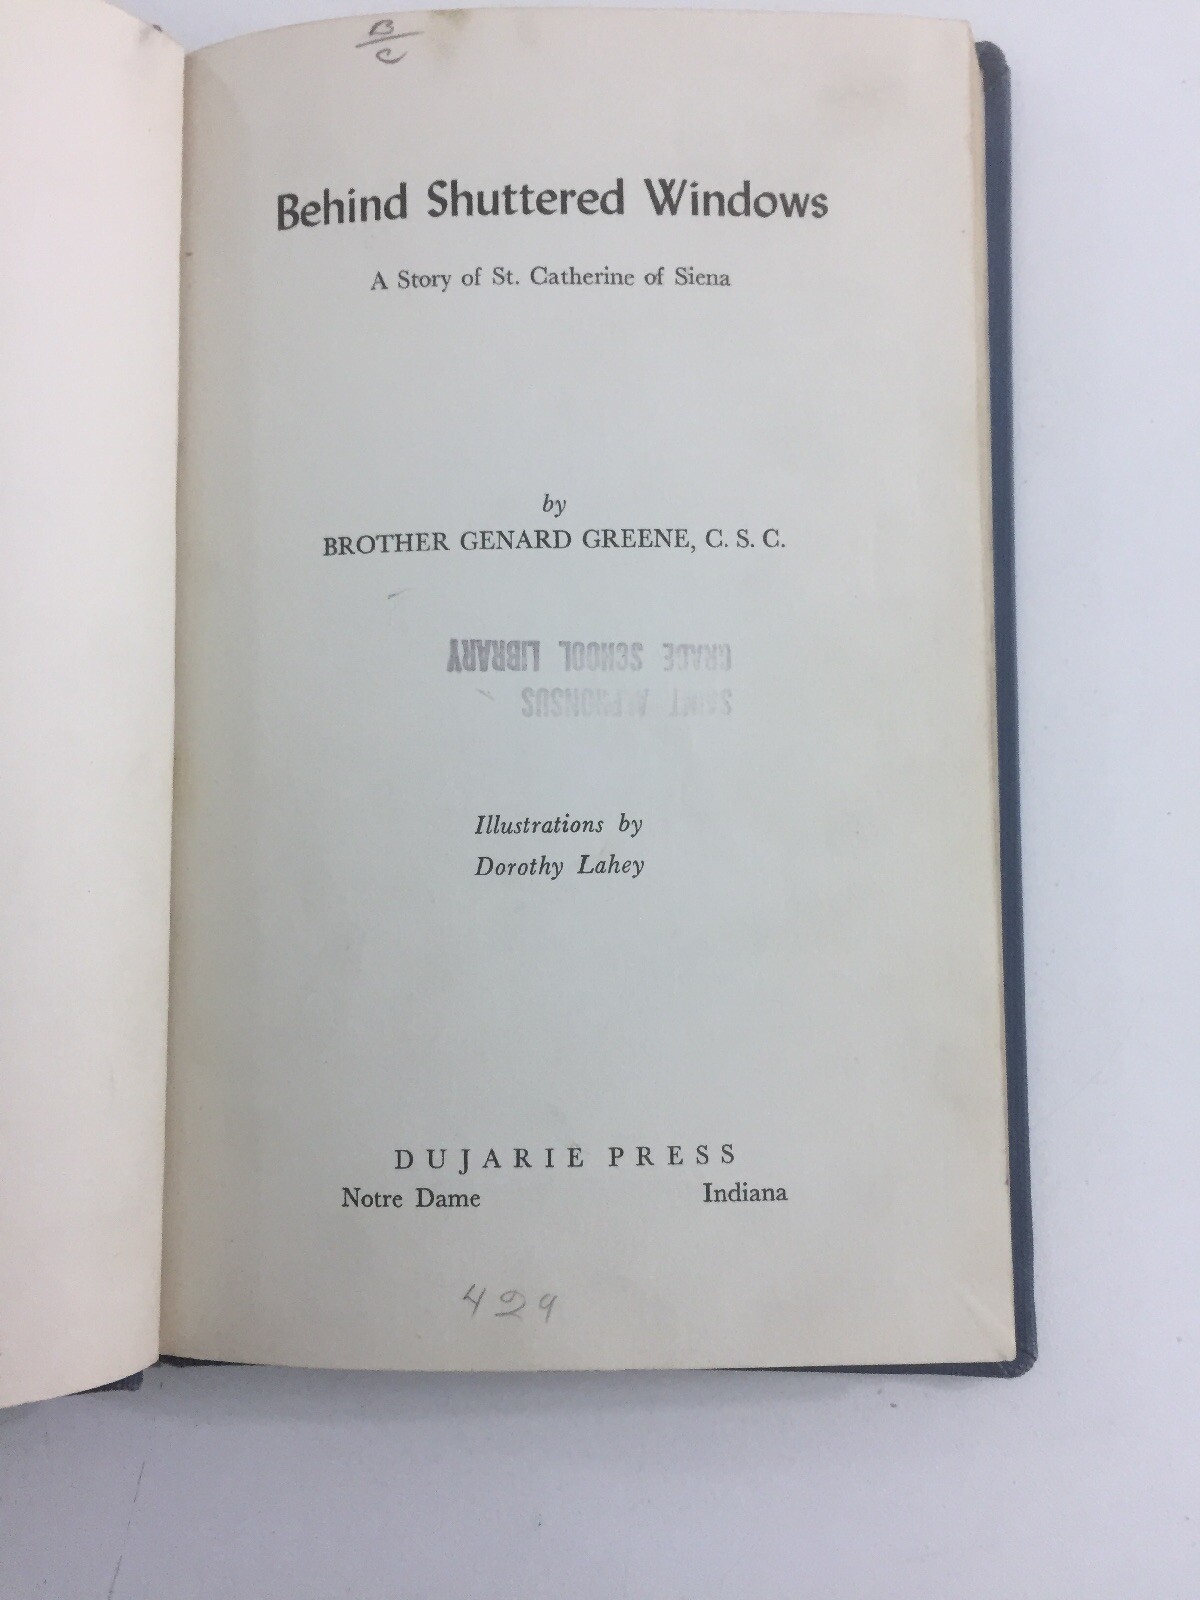 B
C
Behind Shuttered Windows
A Story of St. Catherine of Siena
by
BROTHER GENARD GREENE, C. S. C.
SAINT ALPHONSUS
GRADE SCHOOL LIBRARY
Illustrations by
Dorothy Lahey
DUJARIE PRESS
Notre Dame Indiana
429